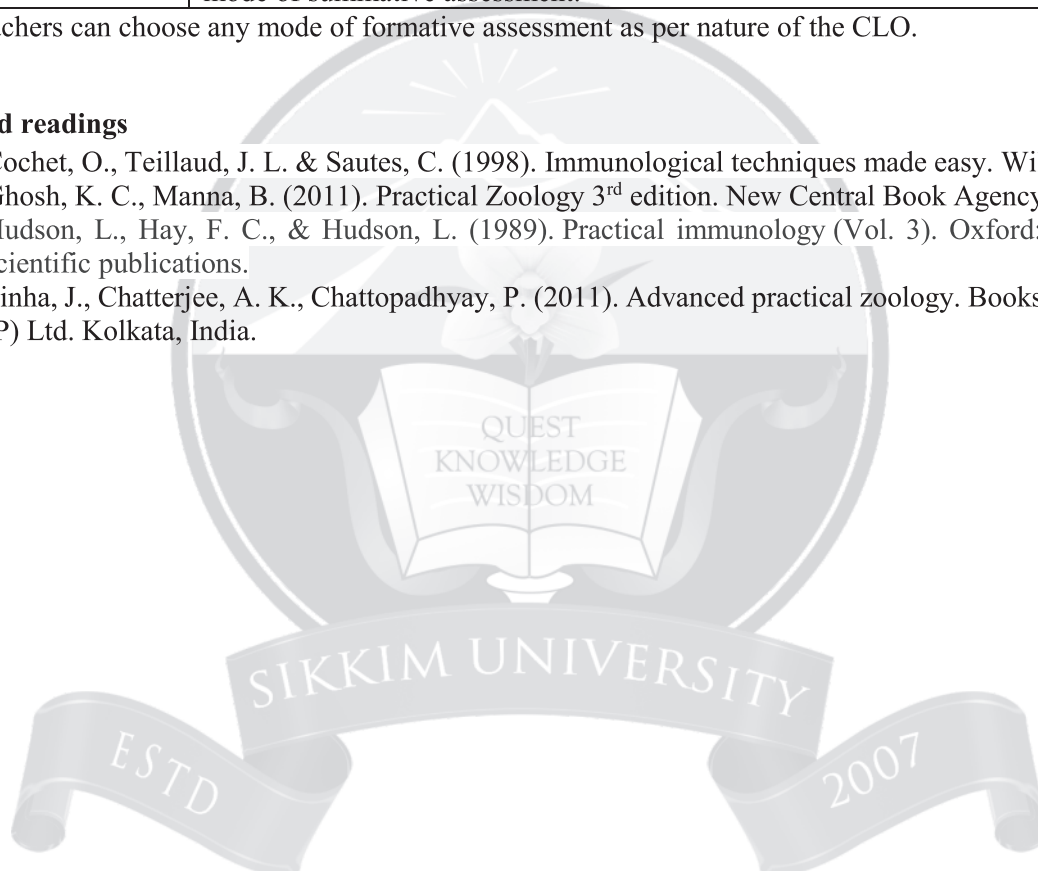 mode of summative assessment.
chers can choose any mode of formative assessment as per nature of the CLO.
d readings
ochet, O., Teillaud, J. L. & Sautes, C. (1998). Immunological techniques made easy. Wi
hosh, K. C., Manna, B. (2011). Practical Zoology 3rd edition. New Central Book Agency
udson, L., Hay, F. C., & Hudson, L. (1989). Practical immunology (Vol. 3). Oxford:
cientific publications.
inha, J., Chatterjee, A. K., Chattopadhyay, P. (2011). Advanced practical zoology. Books
P) Ltd. Kolkata, India.
QUEST
KNOWLEDGE
WISDOM
SIKKIM UNIVERSITY
ESTD
2007